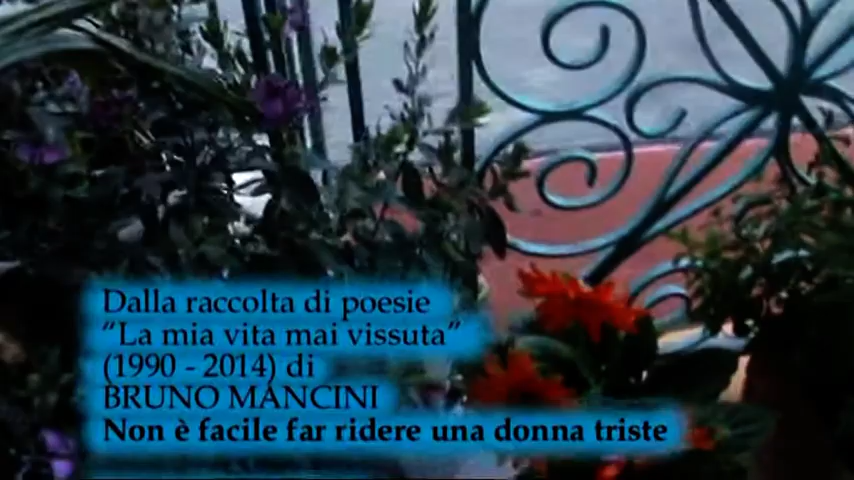 Dalla raccolta di poesie
"La mia vita mai vissuta"
(1990 - 2014) di
BRUNO MANCINI
Non è facile far ridere una donna triste